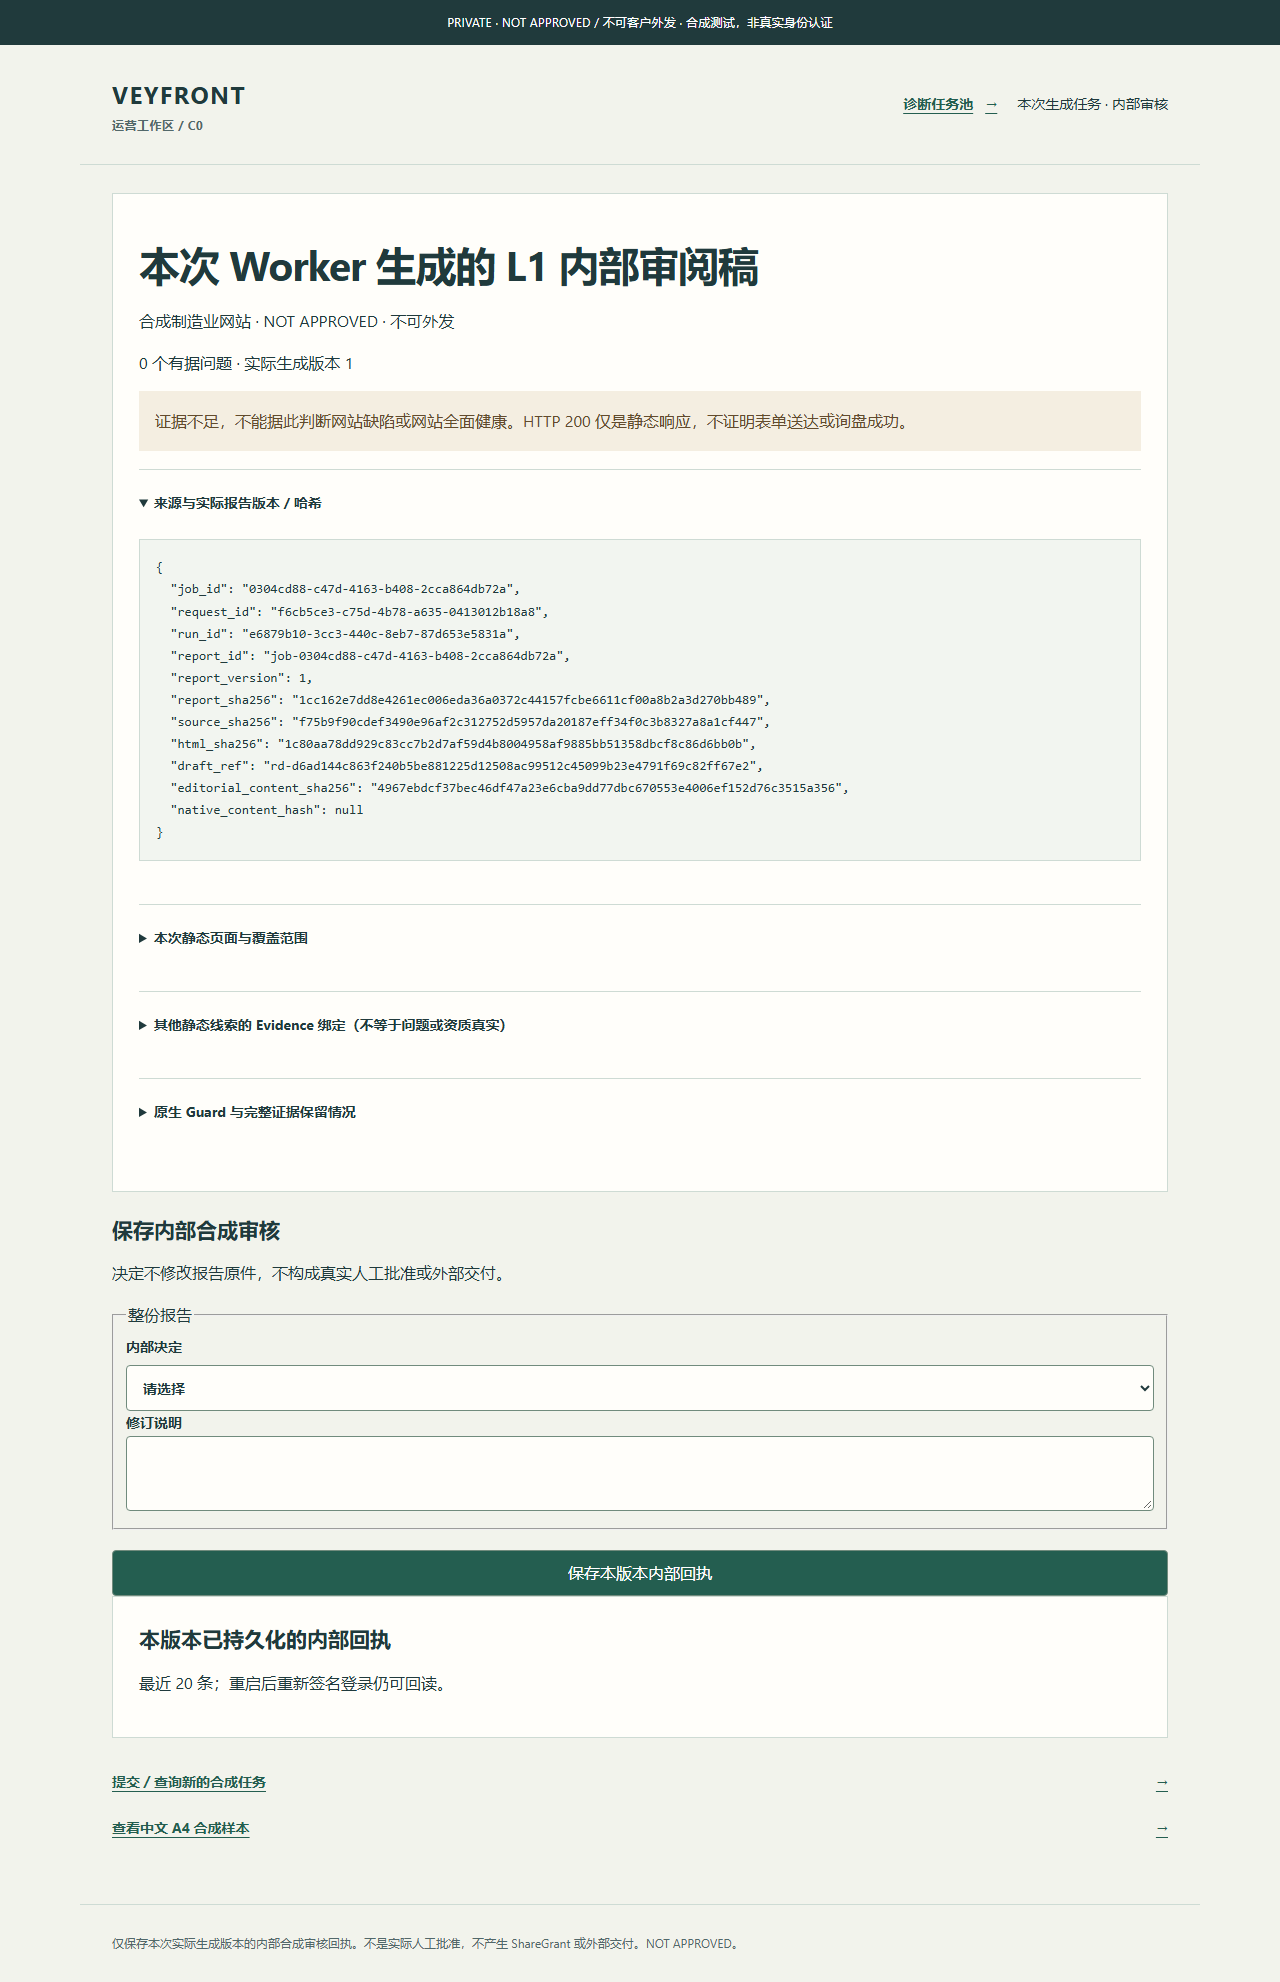 PRIVATE · NOT APPROVED / 不可客户外发 · 合成测试，非真实身份认证
VEYFRONT
运营工作区 / C0
诊断任务池 → 本次生成任务 · 内部审核
本次 Worker 生成的 L1 内部审阅稿
合成制造业网站 · NOT APPROVED · 不可外发
0 个有据问题 · 实际生成版本 1
证据不足，不能据此判断网站缺陷或网站全面健康。HTTP 200 仅是静态响应，不证明表单送达或询盘成功。
▼ 来源与实际报告版本 / 哈希
{
"job_id": "0304cd88-c47d-4163-b408-2cca864db72a",
"request_id": "f6cb5ce3-c75d-4b78-a635-0413012b18a8",
"run_id": "e6879b10-3cc3-440c-8eb7-87d653e5831a",
"report_id": "job-0304cd88-c47d-4163-b408-2cca864db72a",
"report_version": 1,
"report_sha256": "1cc162e7dd8e4261ec006eda36a0372c44157fcbe6611cf00a8b2a3d270bb489",
"source_sha256": "f75b9f90cdef3490e96af2c312752d5957da20187eff34f0c3b8327a8a1cf447",
"html_sha256": "1c80aa78dd929c83cc7b2d7af59d4b8004958af9885bb51358dbcf8c86d6bb0b",
"draft_ref": "rd-d6ad144c863f240b5be881225d12508ac99512c45099b23e4791f69c82ff67e2",
"editorial_content_sha256": "4967ebdcf37bec46df47a23e6cba9dd77dbc670553e4006ef152d76c3515a356",
"native_content_hash": null
}
▶ 本次静态页面与覆盖范围
▶ 其他静态线索的 Evidence 绑定（不等于问题或资质真实）
▶ 原生 Guard 与完整证据保留情况
保存内部合成审核
决定不修改报告原件，不构成真实人工批准或外部交付。
整份报告
内部决定
请选择
修订说明
保存本版本内部回执
本版本已持久化的内部回执
最近 20 条；重启后重新签名登录仍可回读。
提交 / 查询新的合成任务 →
查看中文 A4 合成样本 →
仅保存本次实际生成版本的内部合成审核回执。不是实际人工批准，不产生 ShareGrant 或外部交付。NOT APPROVED。